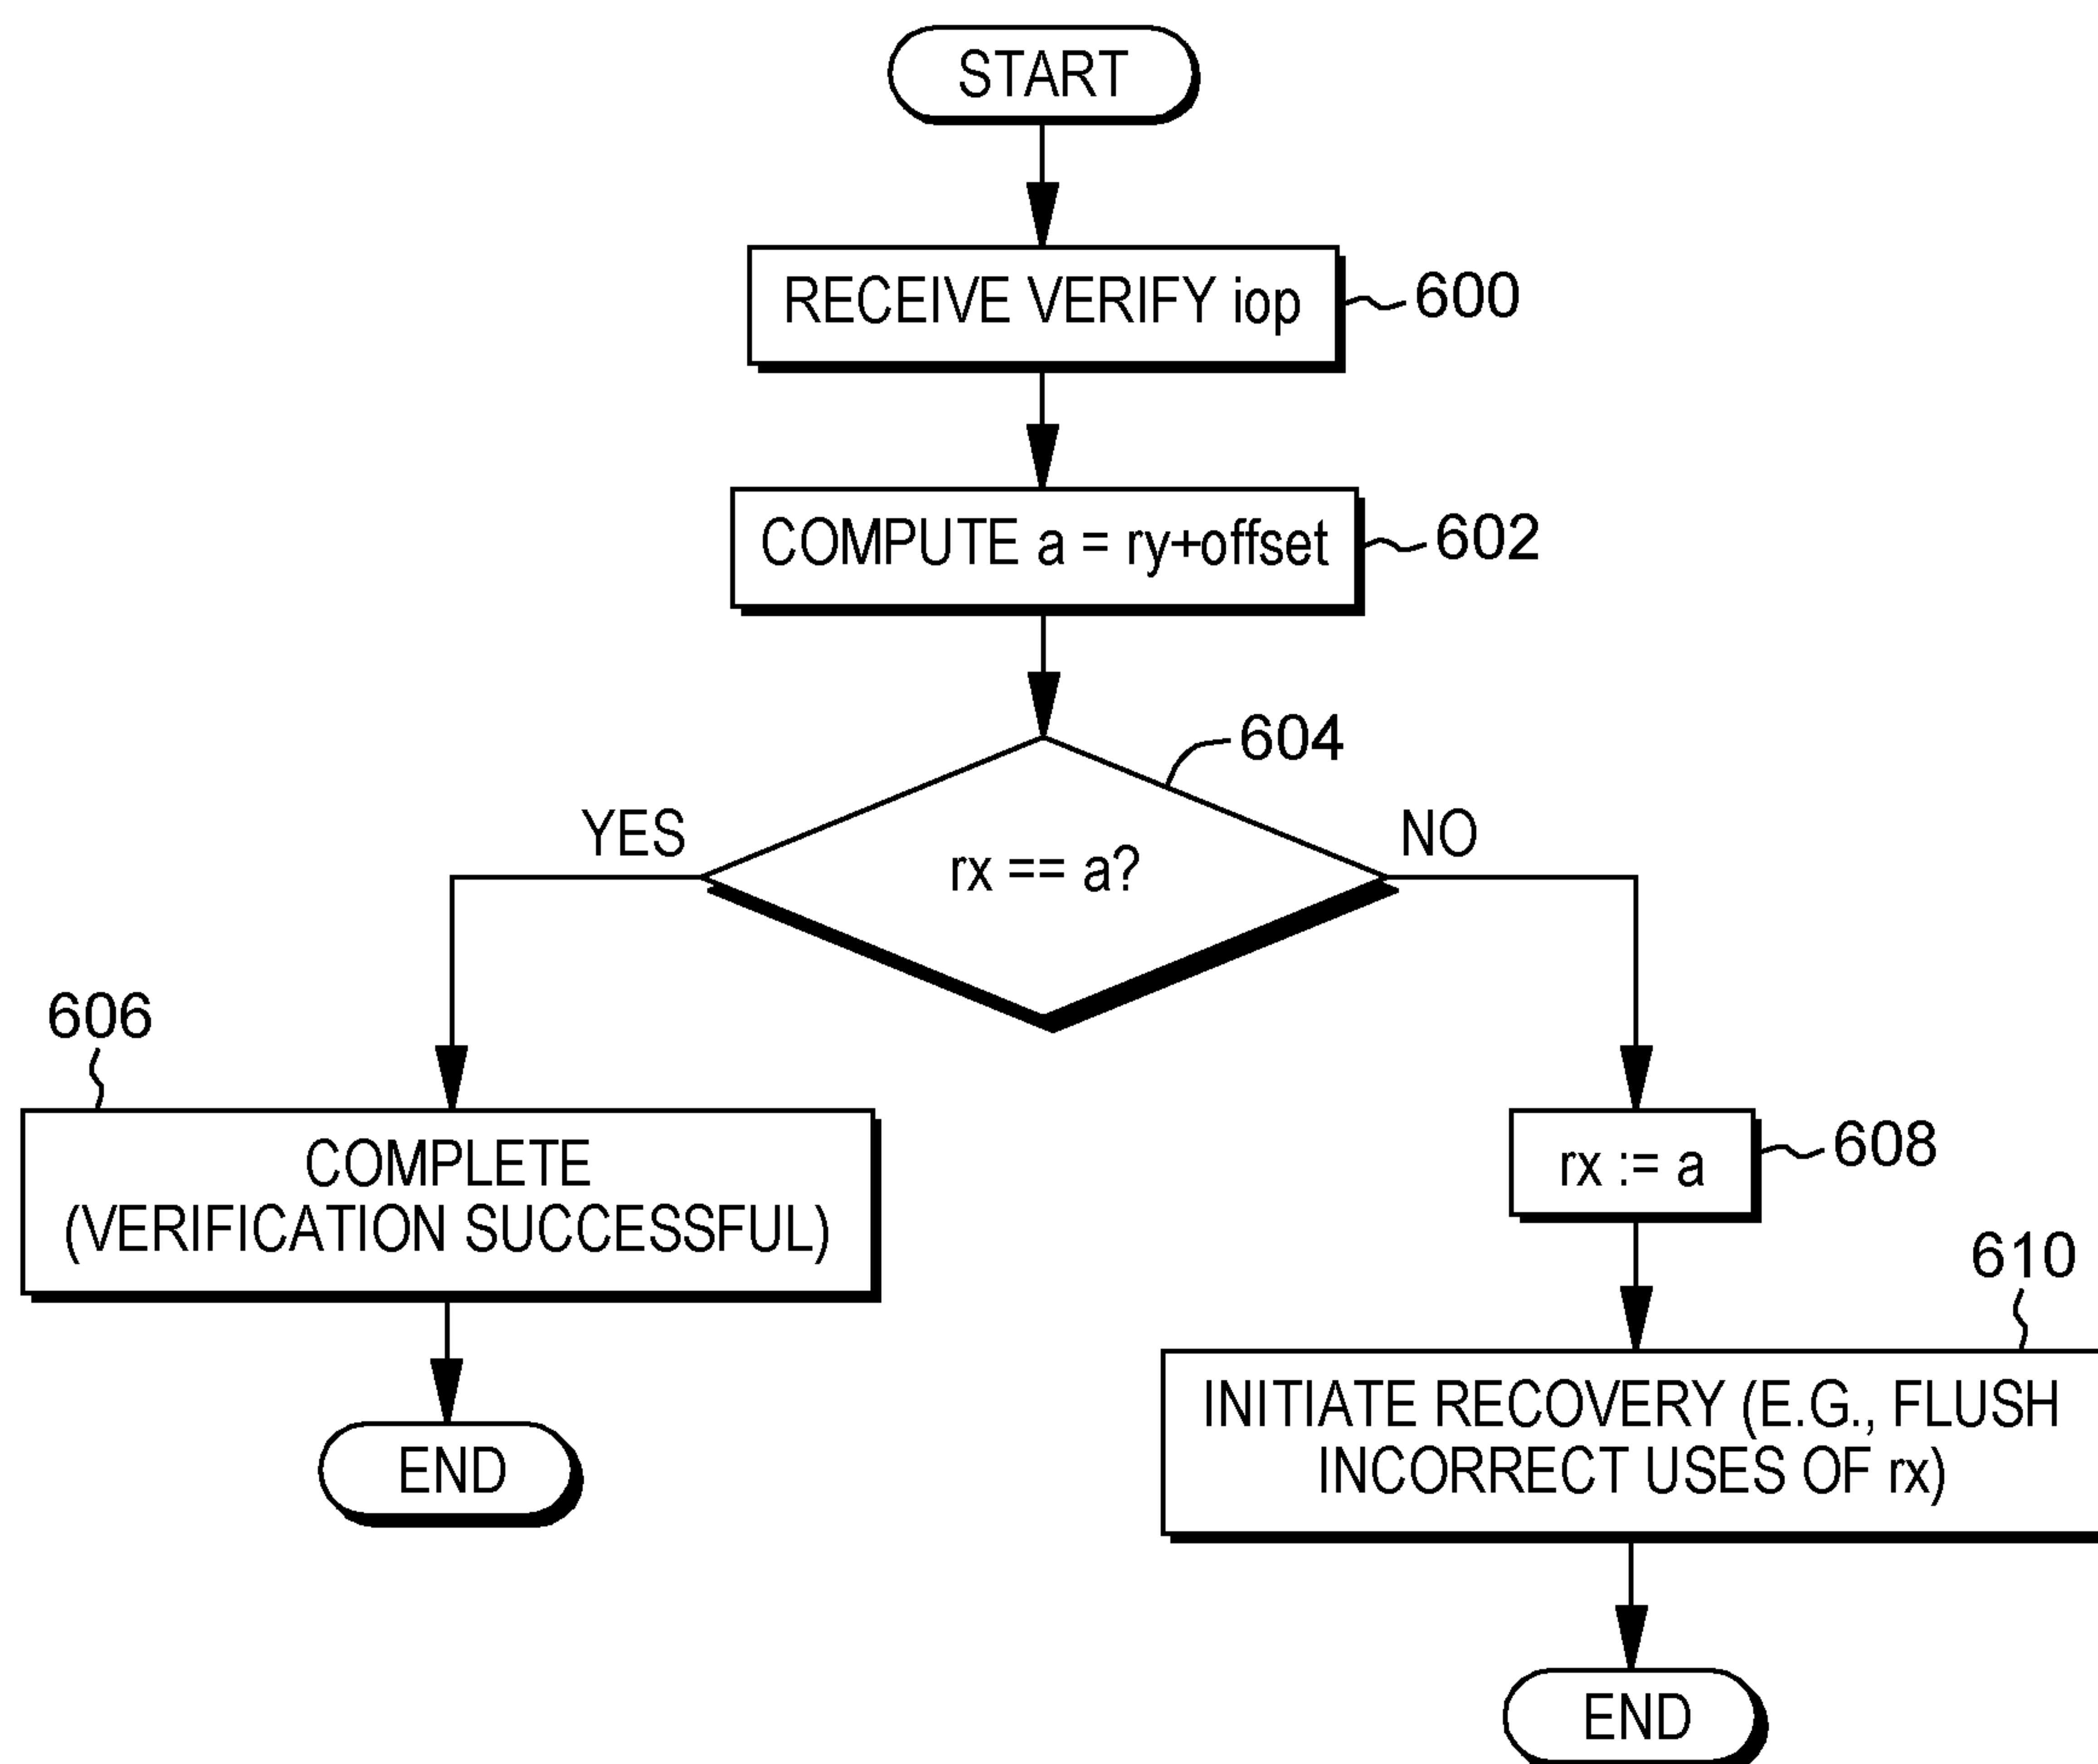 START
RECEIVE VERIFY iop
600
COMPUTE a = ry+offset
602
604
YES
rx == a?
NO
606
COMPLETE
(VERIFICATION SUCCESSFUL)
END
rx := a
608
610
INITIATE RECOVERY (E.G., FLUSH
INCORRECT USES OF rx)
END